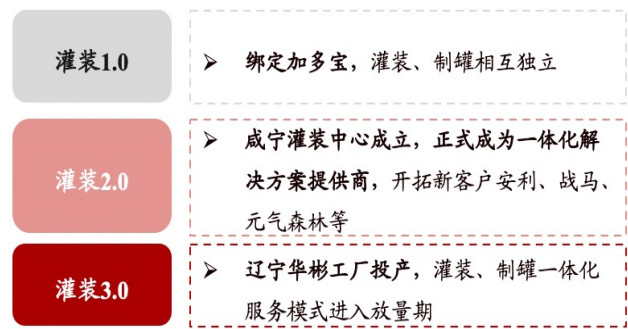 灌装1.0
➢ 绑定加多宝，灌装、制罐相互独立
灌装2.0
➢ 咸宁灌装中心成立，正式成为一体化解
决方案提供商，开拓新客户安利、战马、
元气森林等
灌装3.0
➢ 辽宁华彬工厂投产，灌装、制罐一体化
服务模式进入放量期